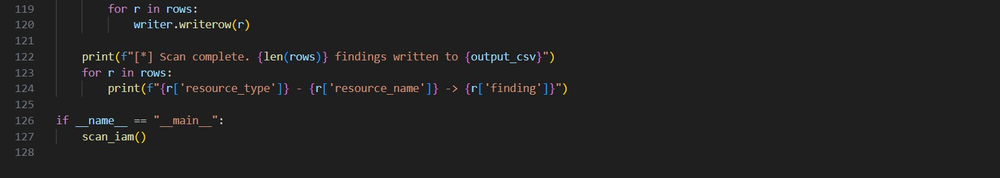 119 for r in rows:
120 writer.writerow(r)
121
122 print(f"[*] Scan complete. {len(rows)} findings written to {output_csv}")
123 for r in rows:
124 print(f"{r['resource_type']} - {r['resource_name']} -> {r['finding']}")
125
126 if __name__ == "__main__":
127 scan_iam()
128